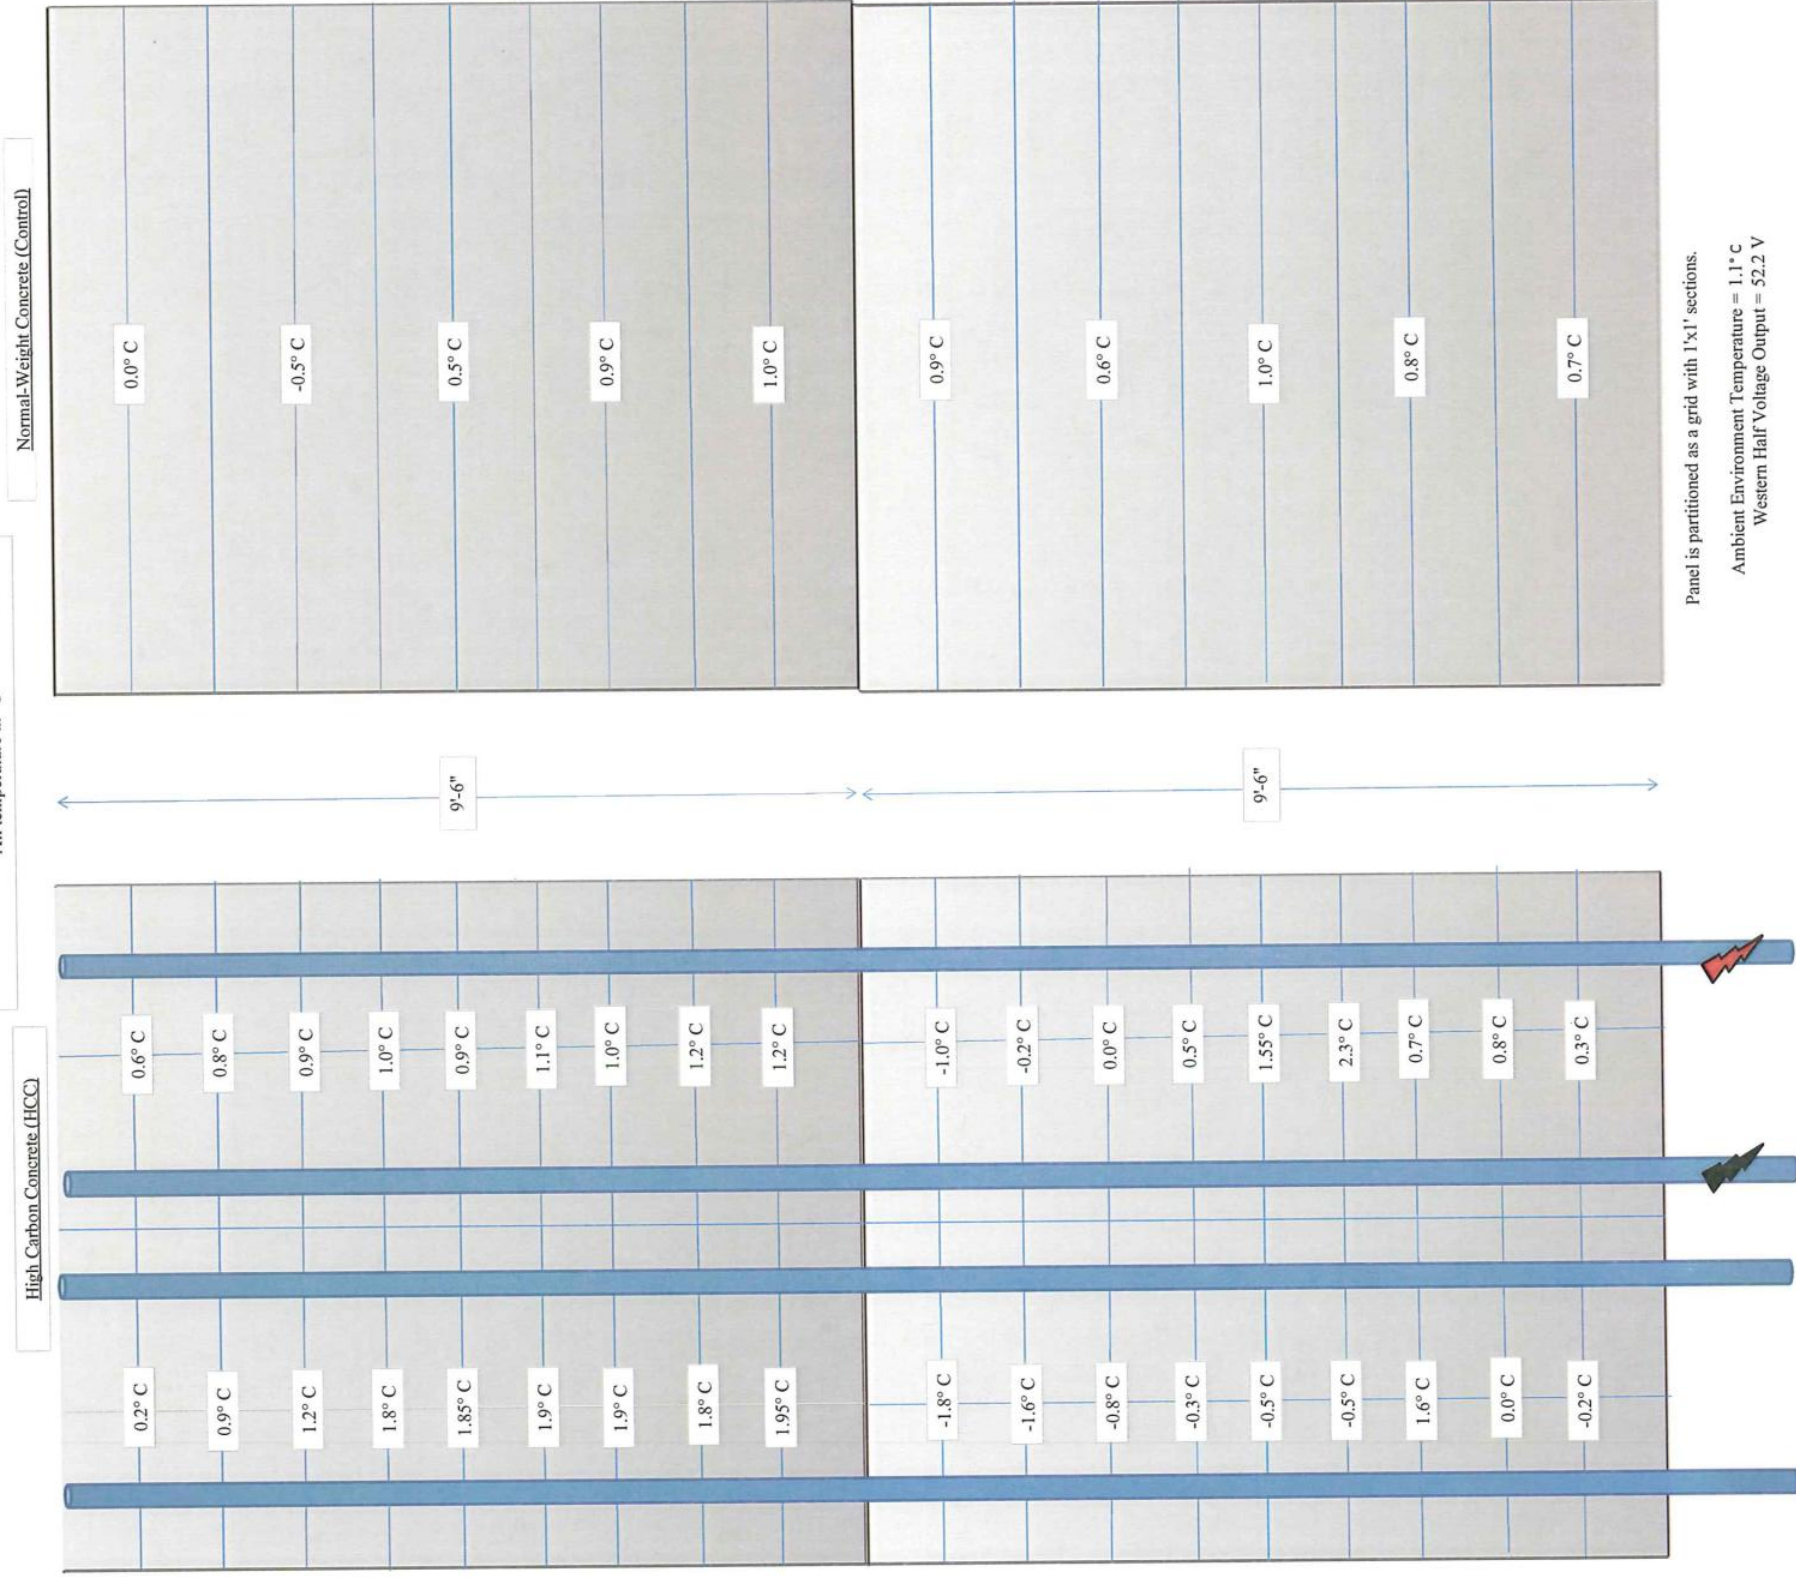 High Carbon Concrete (HCC)
Normal-Weight Concrete (Control)
0.2° C
0.6° C
0.0° C
0.9° C
0.8° C
1.2° C
0.9° C
-0.5° C
1.8° C
1.0° C
1.85° C
0.9° C
9'-6"
0.5° C
1.9° C
1.1° C
1.9° C
1.0° C
0.9° C
1.8° C
1.2° C
1.95° C
1.2° C
1.0° C
-1.8° C
-1.0° C
0.9° C
-1.6° C
-0.2° C
-0.8° C
0.0° C
0.6° C
-0.3° C
0.5° C
-0.5° C
1.55° C
9'-6"
1.0° C
-0.5° C
2.3° C
1.6° C
0.7° C
0.8° C
0.0° C
0.8° C
-0.2° C
0.3° C
0.7° C
Panel is partitioned as a grid with 1'x1' sections.
Ambient Environment Temperature = 1.1° C
Western Half Voltage Output = 52.2 V